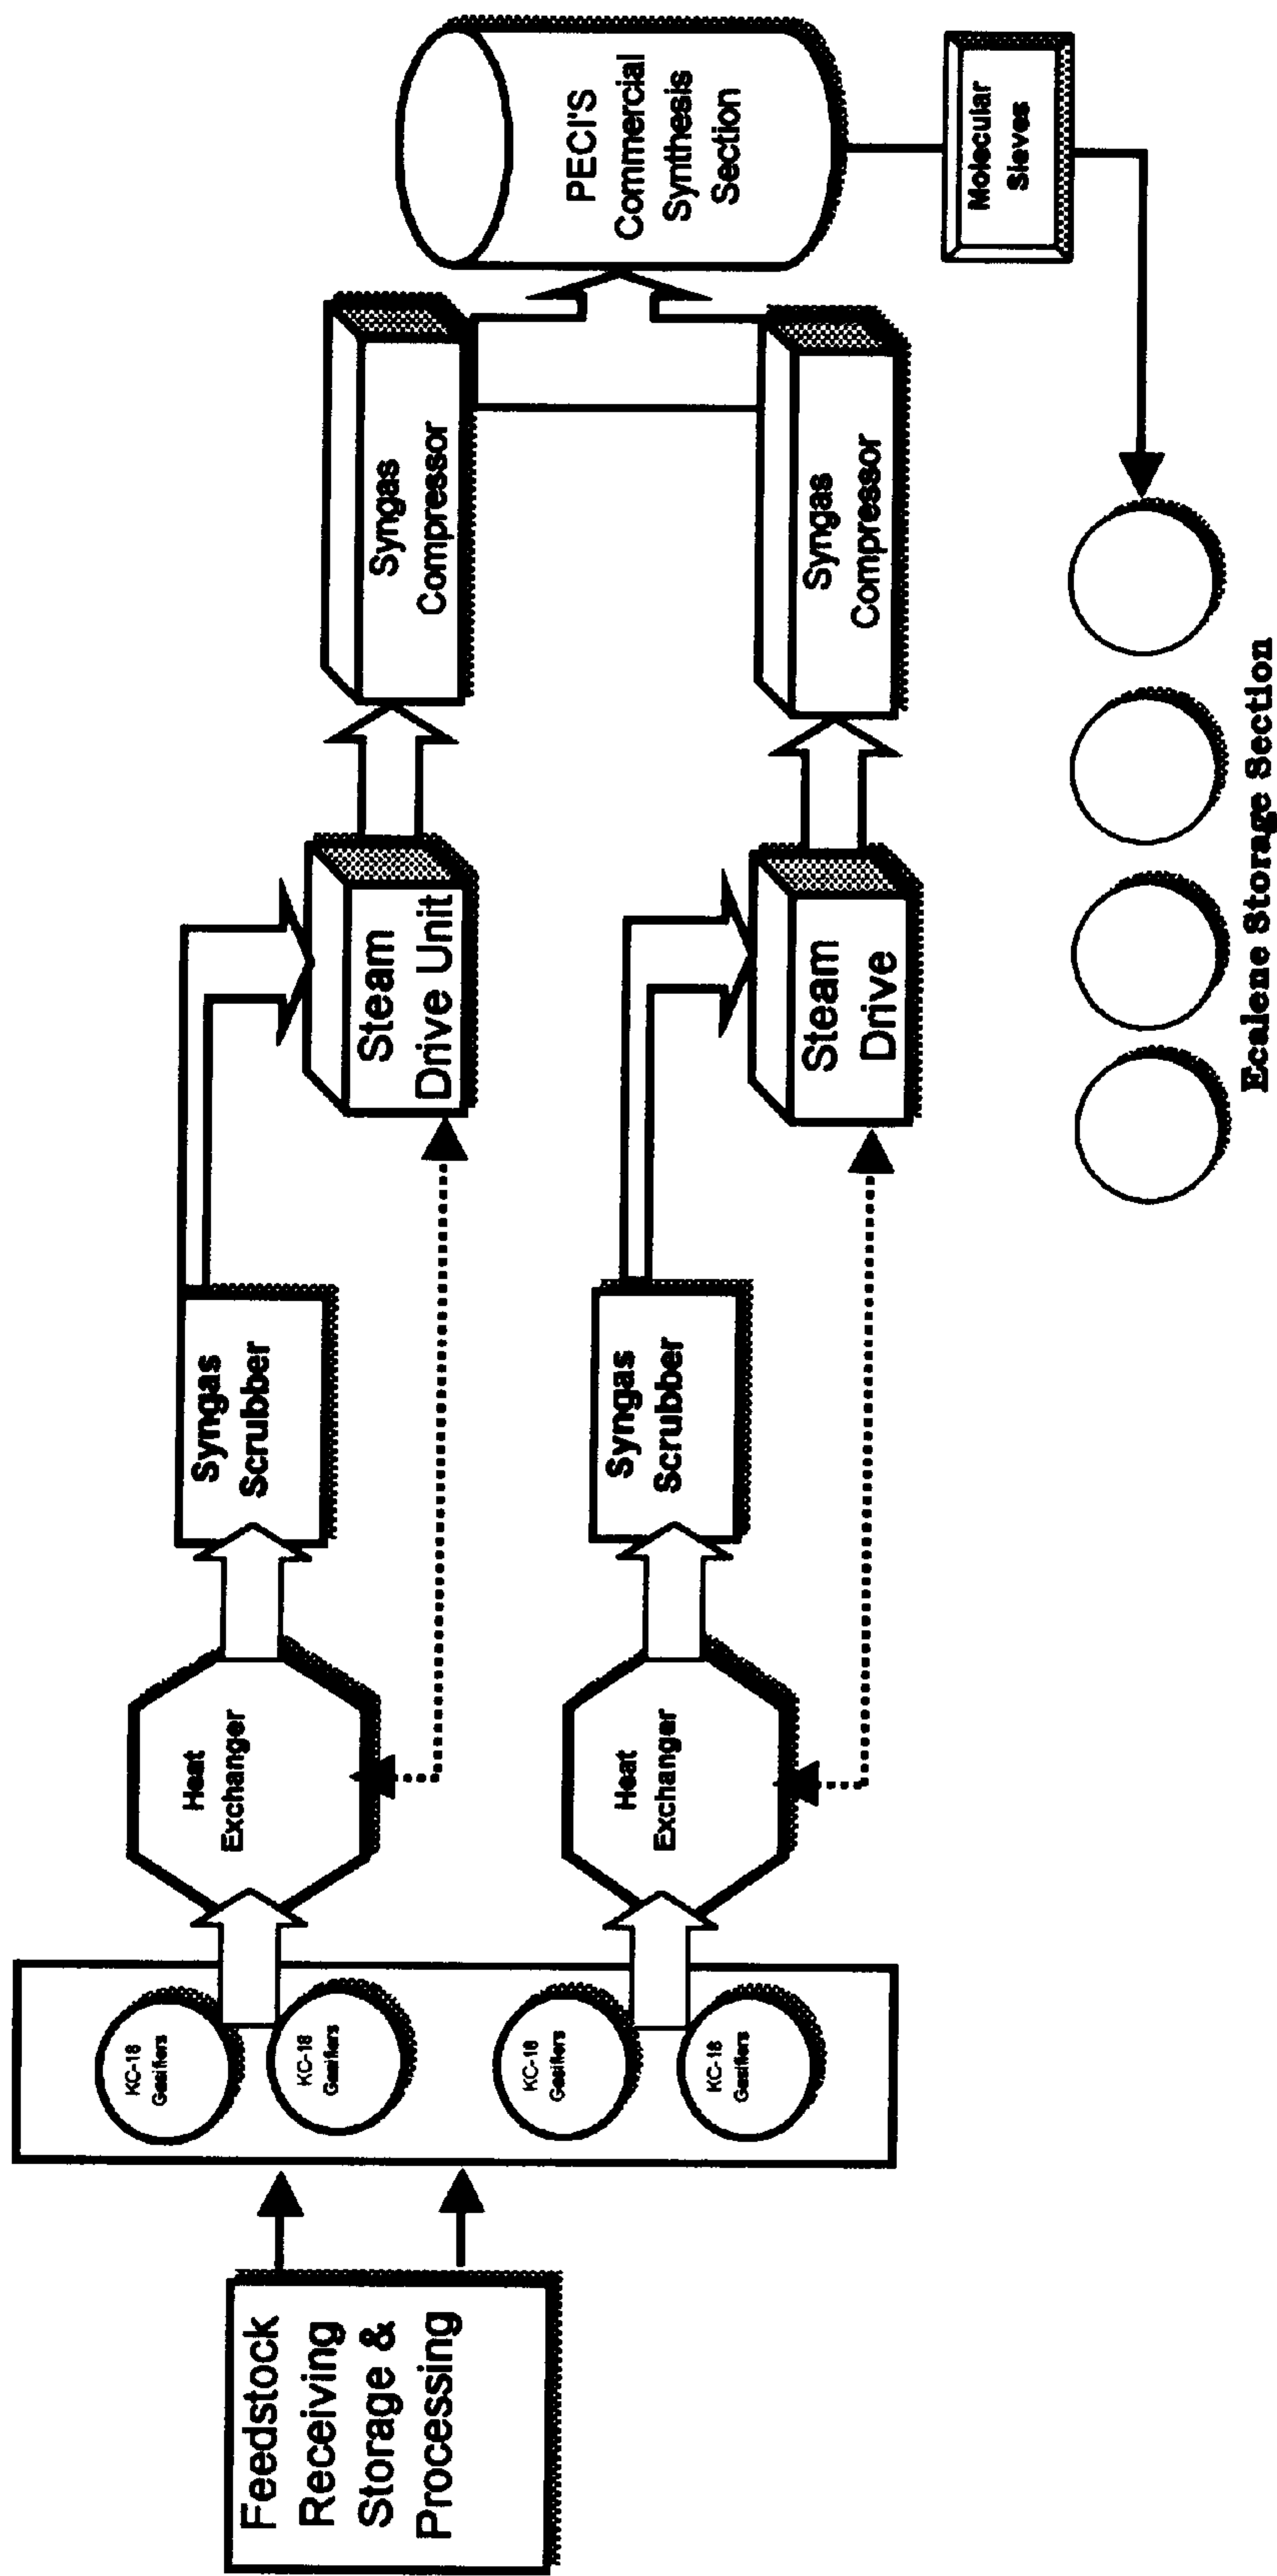 Feedstock
Receiving
Storage &
Processing
KC-18
Gasifiers
KC-18
Gasifiers
KC-18
Gasifiers
KC-18
Gasifiers
Heat
Exchanger
Heat
Exchanger
Syngas
Scrubber
Syngas
Scrubber
Steam
Drive Unit
Steam
Drive
Syngas
Compressor
Syngas
Compressor
PECI'S
Commercial
Synthesis
Section
Molecular
Sieves
Ecalene Storage Section